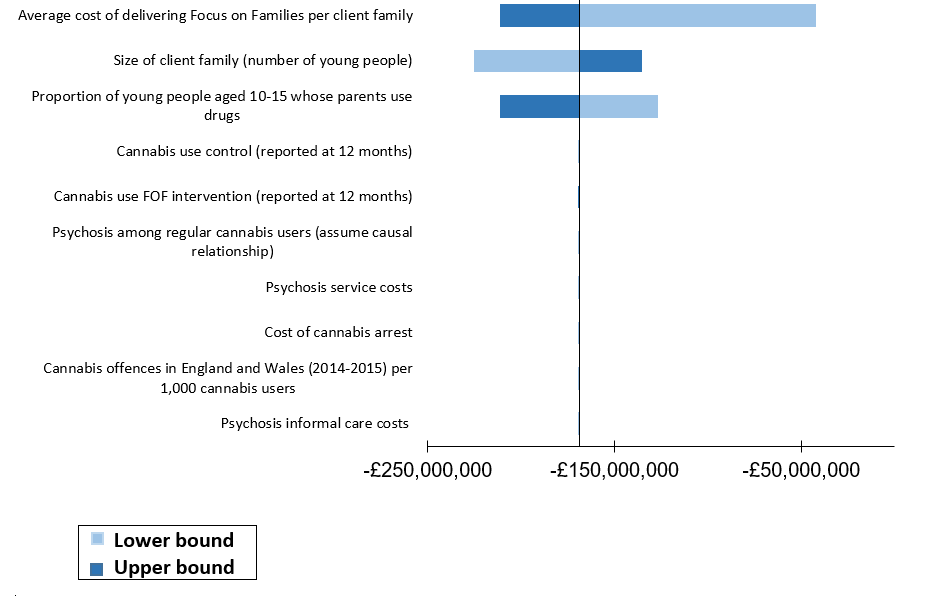 Average cost of delivering Focus on Families per client family
Size of client family (number of young people)
Proportion of young people aged 10-15 whose parents use
drugs
Cannabis use control (reported at 12 months)
Cannabis use FOF intervention (reported at 12 months)
Psychosis among regular cannabis users (assume causal
relationship)
Psychosis service costs
Cost of cannabis arrest
Cannabis offences in England and Wales (2014-2015) per
1,000 cannabis users
Psychosis informal care costs
-£250,000,000 -£150,000,000 -£50,000,000
Lower bound
Upper bound